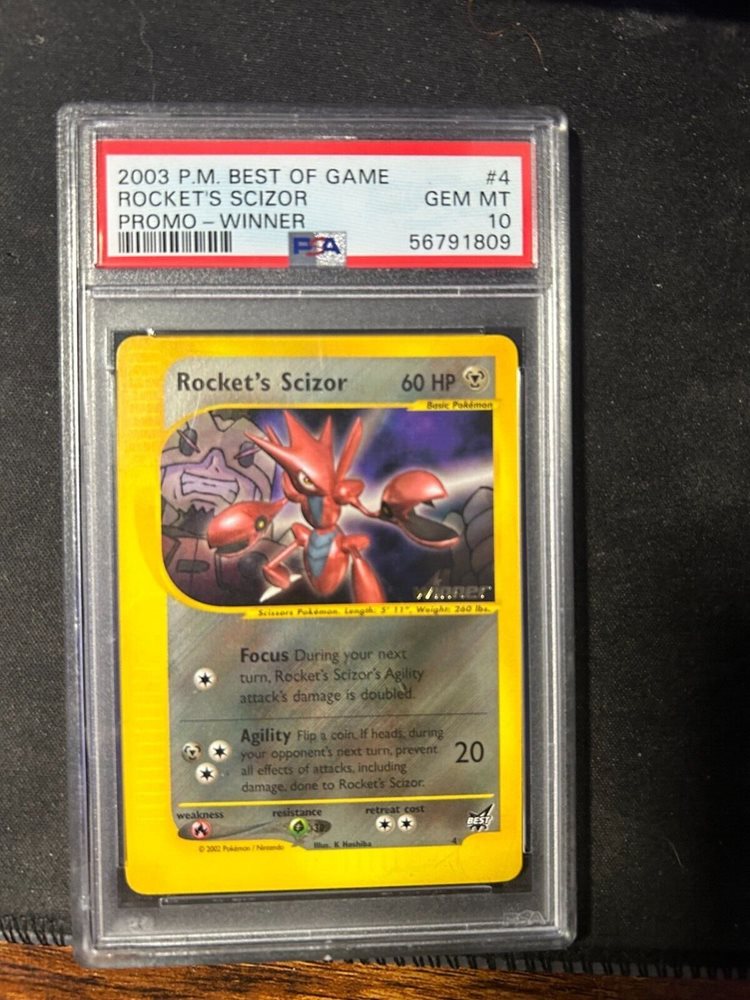 2003 P.M. BEST OF GAME #4
ROCKET'S SCIZOR GEM MT
PROMO – WINNER 10
PSA 56791809
Rocket's Scizor 60 HP
Basic Pokémon
winner
Scissors Pokémon. Length: 5' 11", Weight: 260 lbs.
Focus During your next
turn, Rocket's Scizor's Agility
attack's damage is doubled.
Agility Flip a coin. If heads, during
your opponent's next turn, prevent
all effects of attacks, including
damage, done to Rocket's Scizor.
20
weakness resistance retreat cost
-30
BEST
© 2002 Pokémon / Nintendo Illus. K Hoshiba 4
PSA